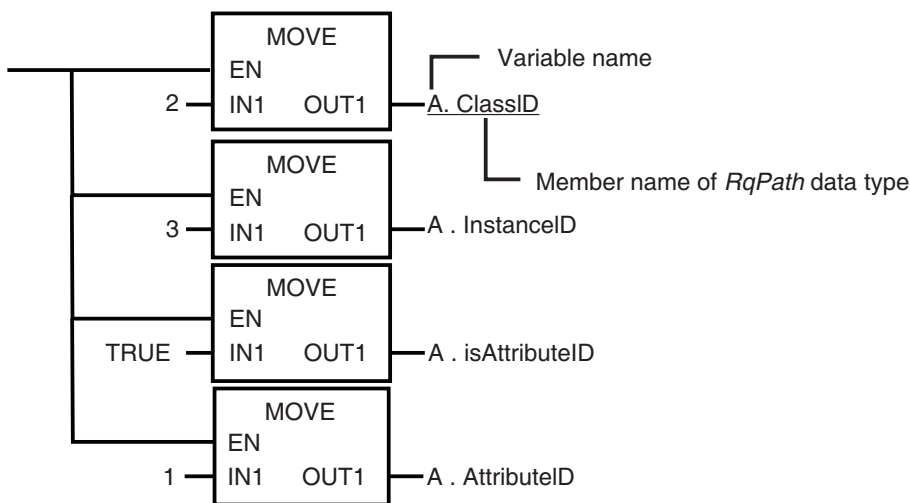 MOVE
EN
2 IN1 OUT1 A. ClassID
Variable name
Member name of RqPath data type
MOVE
EN
3 IN1 OUT1 A . InstanceID
MOVE
EN
TRUE IN1 OUT1 A . isAttributeID
MOVE
EN
1 IN1 OUT1 A . AttributeID